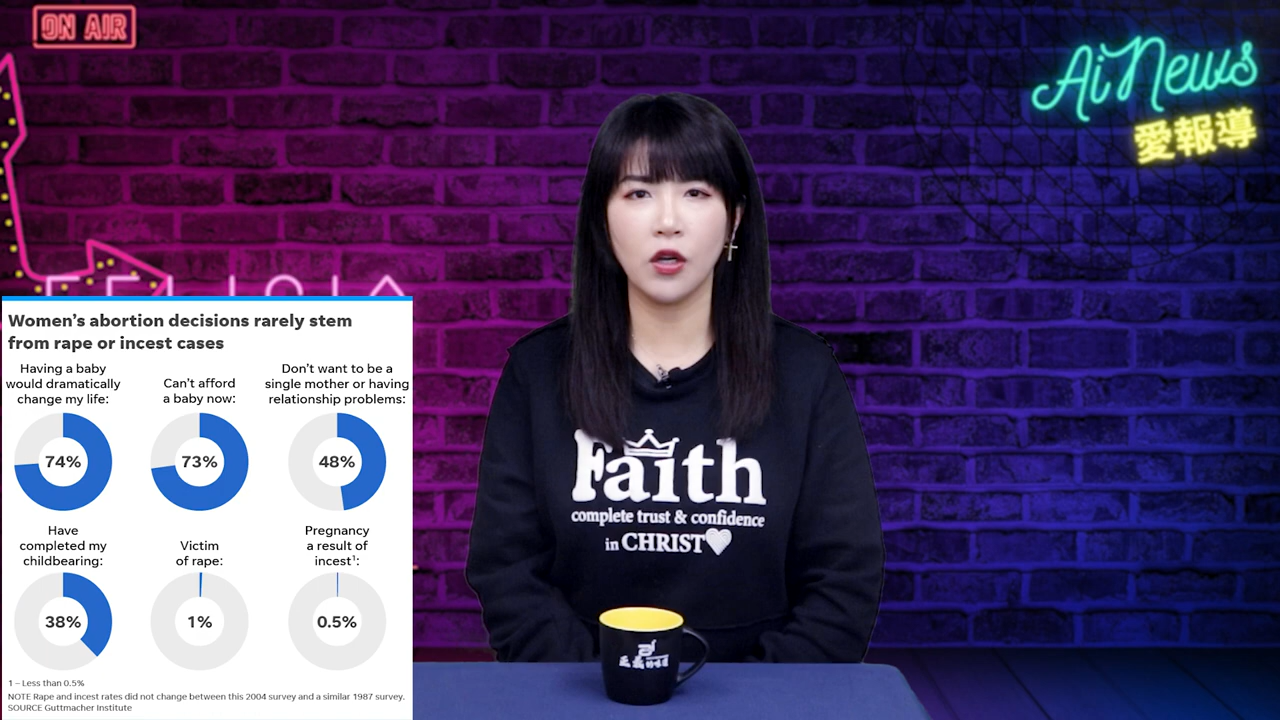 ON AIR
Ai News
愛報導
Women's abortion decisions rarely stem
from rape or incest cases
Having a baby
would dramatically
change my life:
74%
Can't afford
a baby now:
73%
Don't want to be a
single mother or having
relationship problems:
48%
Have
completed my
childbearing:
38%
Victim
of rape:
1%
Pregnancy
a result of
incest¹:
0.5%
1 – Less than 0.5%
NOTE Rape and incest rates did not change between this 2004 survey and a similar 1987 survey.
SOURCE Guttmacher Institute
Faith
complete trust & confidence
in CHRIST